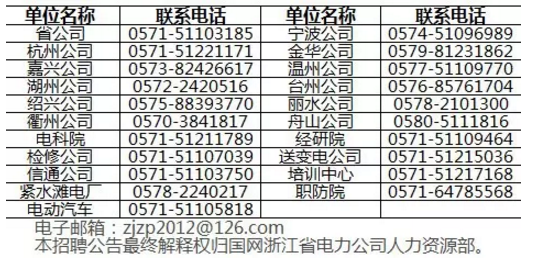 单位名称 联系电话 单位名称 联系电话
省公司 0571-51103185 宁波公司 0574-51096989
杭州公司 0571-51221171 金华公司 0579-81231862
嘉兴公司 0573-82426617 温州公司 0577-51109770
湖州公司 0572-2420516 台州公司 0576-85761704
绍兴公司 0575-88393770 丽水公司 0578-2101300
衢州公司 0570-3841817 舟山公司 0580-5111816
电科院 0571-51211789 经研院 0571-51109464
检修公司 0571-51107039 送变电公司 0571-51215036
信通公司 0571-51103750 培训中心 0571-51217168
紧水滩电厂 0578-2240217 职防院 0571-64785568
电动汽车 0571-51105818
电子邮箱：zjzp2012@126.com
本招聘公告最终解释权归国网浙江省电力公司人力资源部。